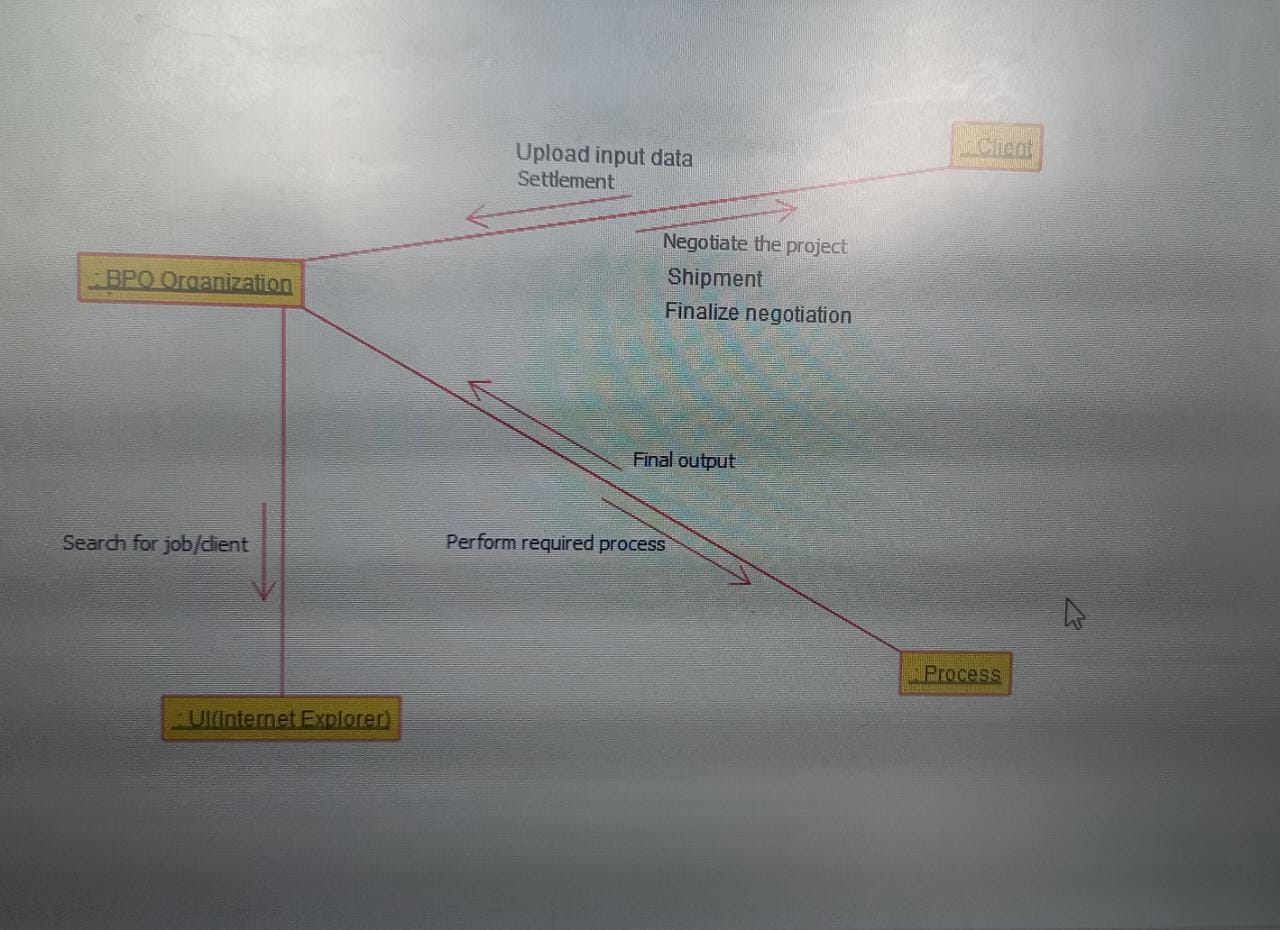 Upload input data
Settlement
: Client
Negotiate the project
Shipment
Finalize negotiation
: BPO Organization
Final output
Search for job/client
Perform required process
: Process
: UI(Internet Explorer)